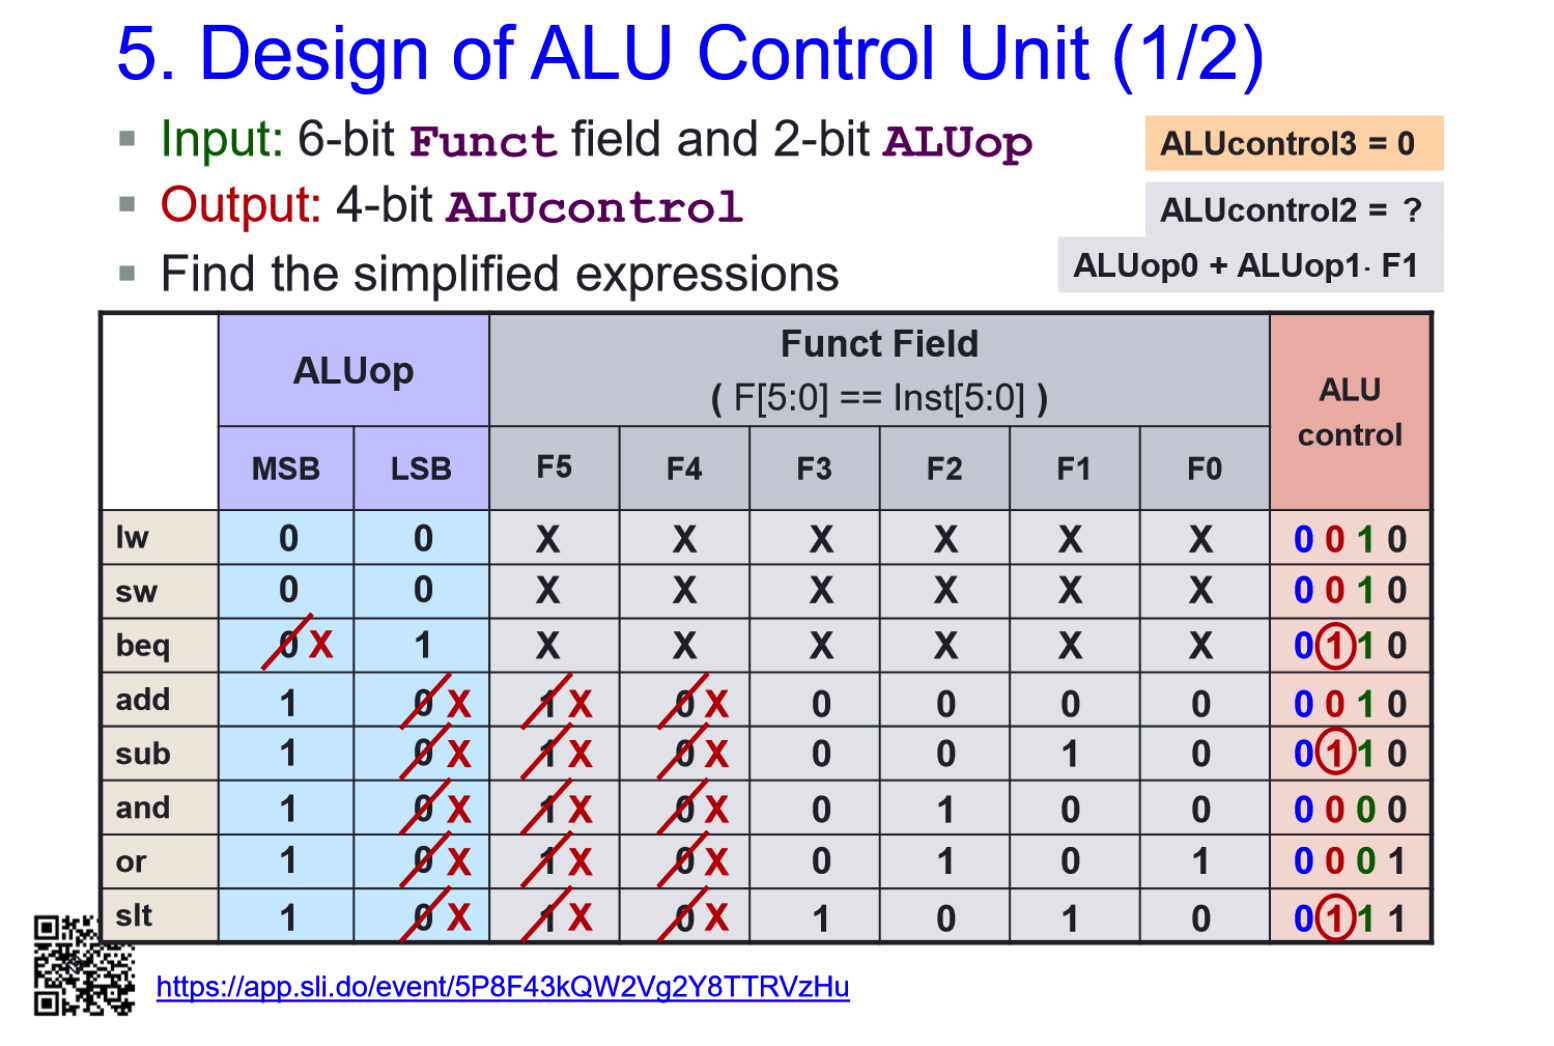 5. Design of ALU Control Unit (1/2)
Input: 6-bit Funct field and 2-bit ALUop
Output: 4-bit ALUcontrol
Find the simplified expressions
ALUcontrol3 = 0
ALUcontrol2 = ?
ALUop0 + ALUop1· F1
ALUop
Funct Field
( F[5:0] == Inst[5:0] )
ALU
control
MSB LSB F5 F4 F3 F2 F1 F0
lw 0 0 X X X X X X 0 0 1 0
sw 0 0 X X X X X X 0 0 1 0
beq 0 X 1 X X X X X X 0 1 1 0
add 1 0 X 1 X 0 X 0 0 0 0 0 0 1 0
sub 1 0 X 1 X 0 X 0 0 1 0 0 1 1 0
and 1 0 X 1 X 0 X 0 1 0 0 0 0 0 0
or 1 0 X 1 X 0 X 0 1 0 1 0 0 0 1
slt 1 0 X 1 X 0 X 1 0 1 0 0 1 1 1
https://app.sli.do/event/5P8F43kQW2Vg2Y8TTRVzHu